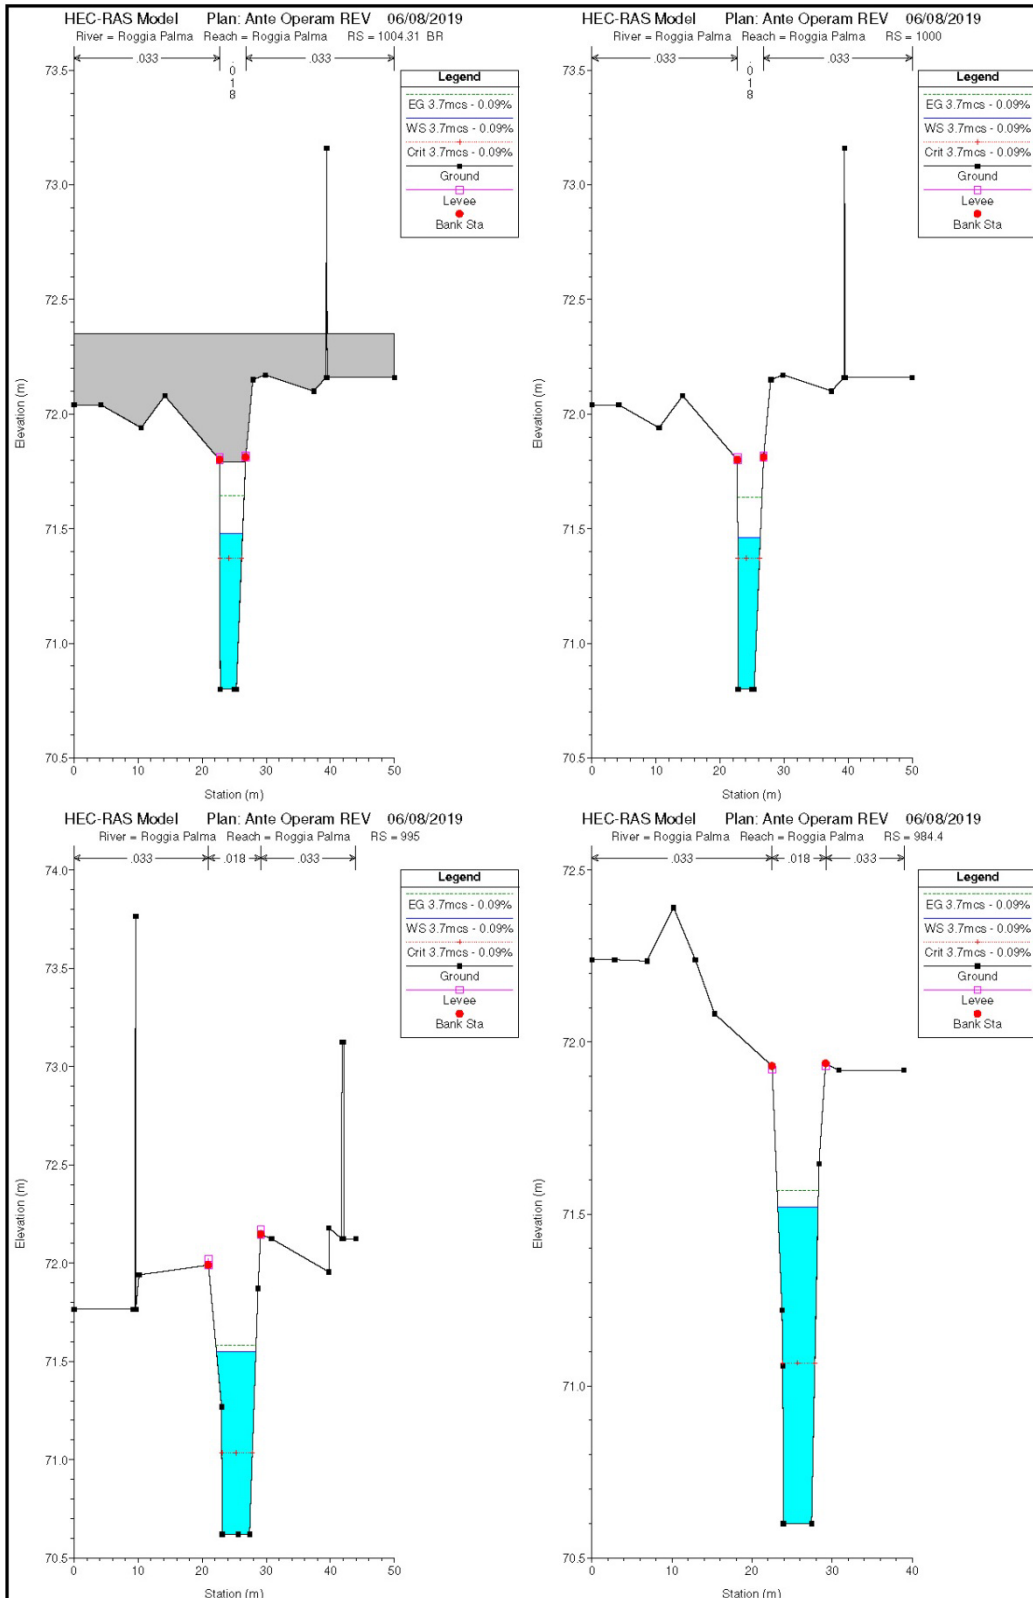 HEC-RAS Model Plan: Ante Operam REV 06/08/2019
River = Roggia Palma Reach = Roggia Palma RS = 1004.31 BR
.033
.018
.033
Legend
EG 3.7mcs - 0.09%
WS 3.7mcs - 0.09%
Crit 3.7mcs - 0.09%
Ground
Levee
Bank Sta
73.5
73.0
72.5
72.0
71.5
71.0
70.5
Elevation (m)
0 10 20 30 40 50
Station (m)
HEC-RAS Model Plan: Ante Operam REV 06/08/2019
River = Roggia Palma Reach = Roggia Palma RS = 1000
.033
.018
.033
Legend
EG 3.7mcs - 0.09%
WS 3.7mcs - 0.09%
Crit 3.7mcs - 0.09%
Ground
Levee
Bank Sta
73.5
73.0
72.5
72.0
71.5
71.0
70.5
Elevation (m)
0 10 20 30 40 50
Station (m)
HEC-RAS Model Plan: Ante Operam REV 06/08/2019
River = Roggia Palma Reach = Roggia Palma RS = 995
.033 .018 .033
Legend
EG 3.7mcs - 0.09%
WS 3.7mcs - 0.09%
Crit 3.7mcs - 0.09%
Ground
Levee
Bank Sta
74.0
73.5
73.0
72.5
72.0
71.5
71.0
70.5
Elevation (m)
0 10 20 30 40 50
Station (m)
HEC-RAS Model Plan: Ante Operam REV 06/08/2019
River = Roggia Palma Reach = Roggia Palma RS = 984.4
.033 .018 .033
Legend
EG 3.7mcs - 0.09%
WS 3.7mcs - 0.09%
Crit 3.7mcs - 0.09%
Ground
Levee
Bank Sta
72.5
72.0
71.5
71.0
70.5
Elevation (m)
0 10 20 30 40
Station (m)